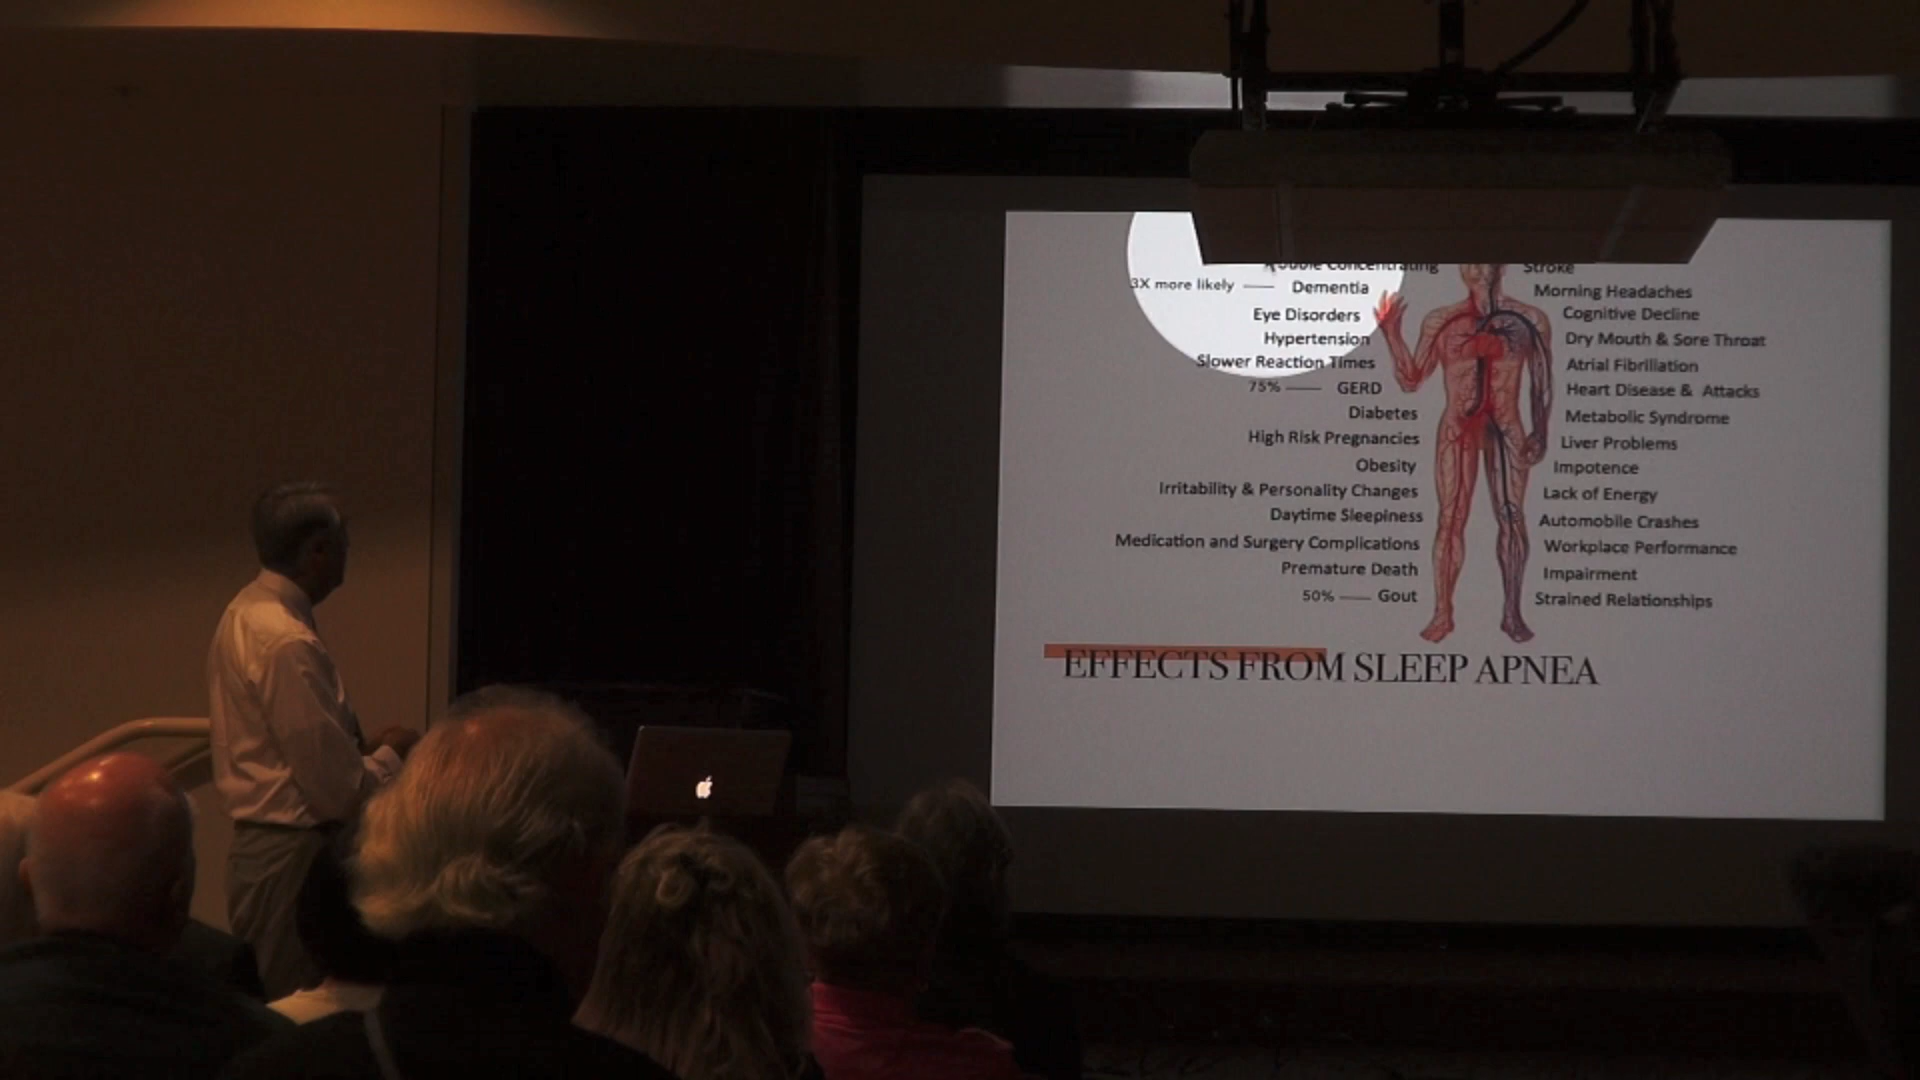 Trouble Concentrating
3X more likely — Dementia
Eye Disorders
Hypertension
Slower Reaction Times
75% — GERD
Diabetes
High Risk Pregnancies
Obesity
Irritability & Personality Changes
Daytime Sleepiness
Medication and Surgery Complications
Premature Death
50% — Gout
Stroke
Morning Headaches
Cognitive Decline
Dry Mouth & Sore Throat
Atrial Fibrillation
Heart Disease & Attacks
Metabolic Syndrome
Liver Problems
Impotence
Lack of Energy
Automobile Crashes
Workplace Performance
Impairment
Strained Relationships
EFFECTS FROM SLEEP APNEA